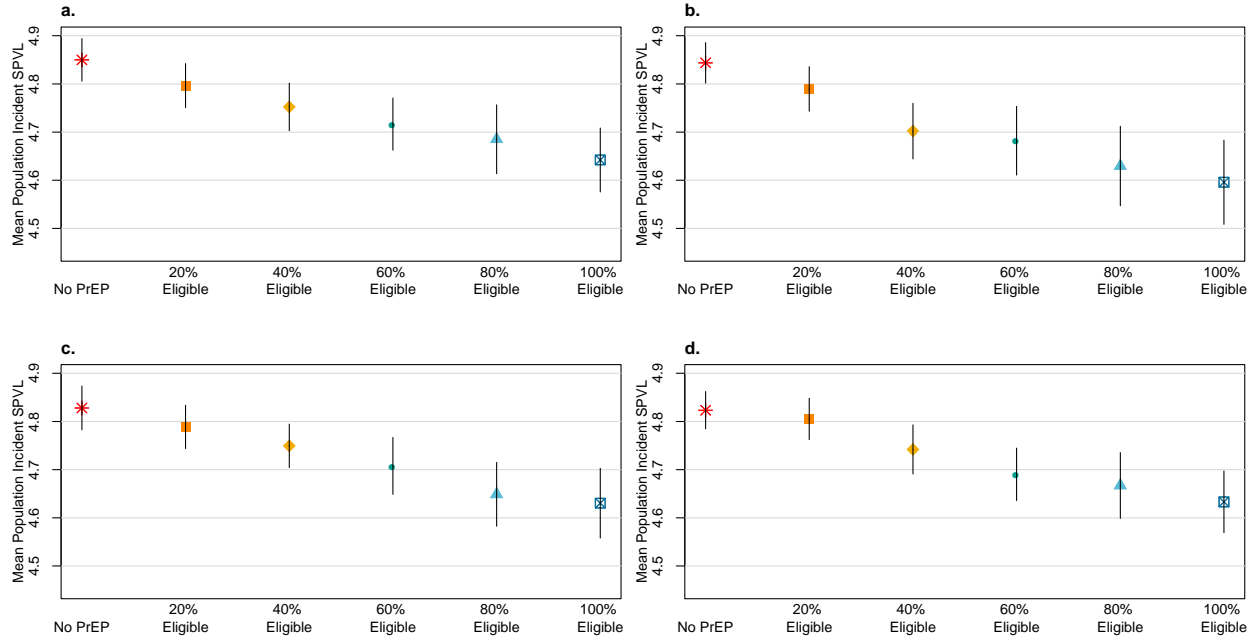 a.
Mean Population Incident SPVL
4.9
4.8
4.7
4.6
4.5
No PrEP
20%
Eligible
40%
Eligible
60%
Eligible
80%
Eligible
100%
Eligible
b.
Mean Population Incident SPVL
4.9
4.8
4.7
4.6
4.5
No PrEP
20%
Eligible
40%
Eligible
60%
Eligible
80%
Eligible
100%
Eligible
c.
Mean Population Incident SPVL
4.9
4.8
4.7
4.6
4.5
No PrEP
20%
Eligible
40%
Eligible
60%
Eligible
80%
Eligible
100%
Eligible
d.
Mean Population Incident SPVL
4.9
4.8
4.7
4.6
4.5
No PrEP
20%
Eligible
40%
Eligible
60%
Eligible
80%
Eligible
100%
Eligible